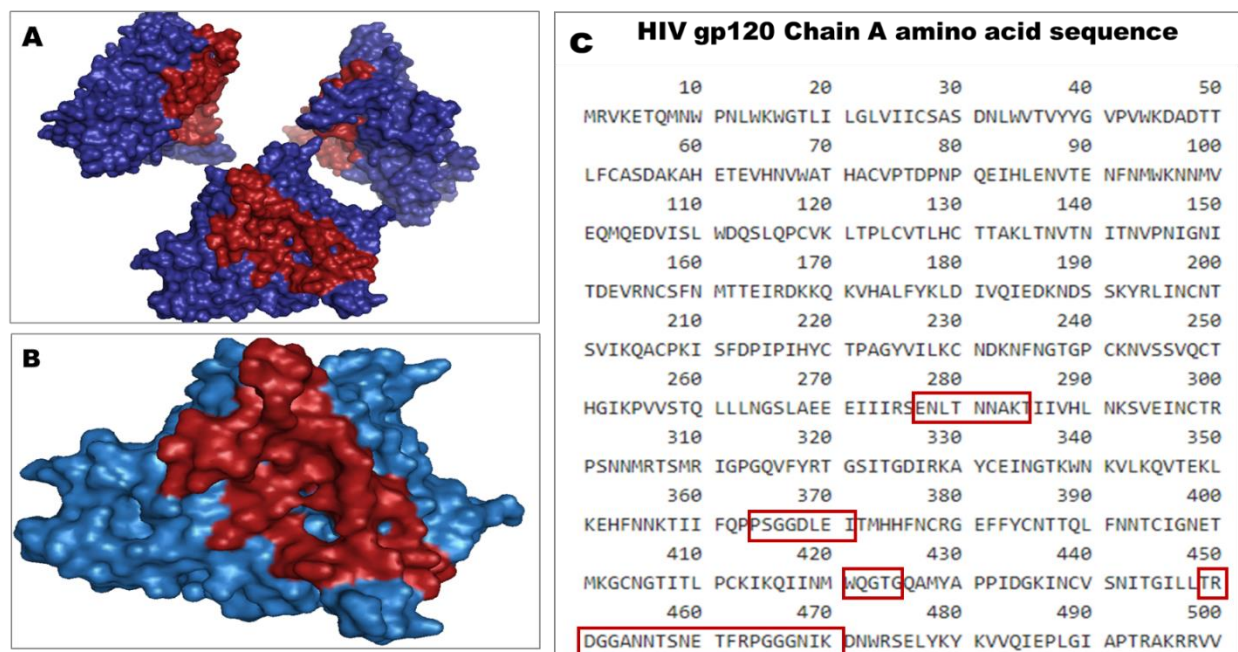 A
B
C HIV gp120 Chain A amino acid sequence
10 20 30 40 50
MRVKETQMNW PNLWKWGTLI LGLVIICSAS DNLWVTVYYG VPVWKDADTT
60 70 80 90 100
LFCASDAKAH ETEVHNVWAT HACVPTDPNP QEIHLENVTE NFNMWKNNMV
110 120 130 140 150
EQMQEDVISL WDQSLQPCVK LTPLCVTLHC TTAKLTNVTN ITNVPNIGNI
160 170 180 190 200
TDEVRNCSFN MTTEIRDKKQ KVHALFYKLD IVQIEDKNDS SKYRLINCNT
210 220 230 240 250
SVIKQACPKI SFDPIPIHYC TPAGYVILKC NDKNFNGTGP CKNVSSVQCT
260 270 280 290 300
HGIKPVVSTQ LLLNGSLAEE EIIIRSENLT NNAKTIIVHL NKSVEINCTR
310 320 330 340 350
PSNNMRTSMR IGPGQVFYRT GSITGDIRKA YCEINGTKWN KVLKQVTEKL
360 370 380 390 400
KEHFNNKTII FQPPSGGDLE ITMHHFNCRG EFFYCNTTQL FNNTCIGNET
410 420 430 440 450
MKGCNGTITL PCKIKQIINM WQGTGQAMYA PPIDGKINCV SNITGILLTR
460 470 480 490 500
DGGANNTSNE TFRPGGGNIK DNWRSELYKY KVVQIEPLGI APTRAKRRVV